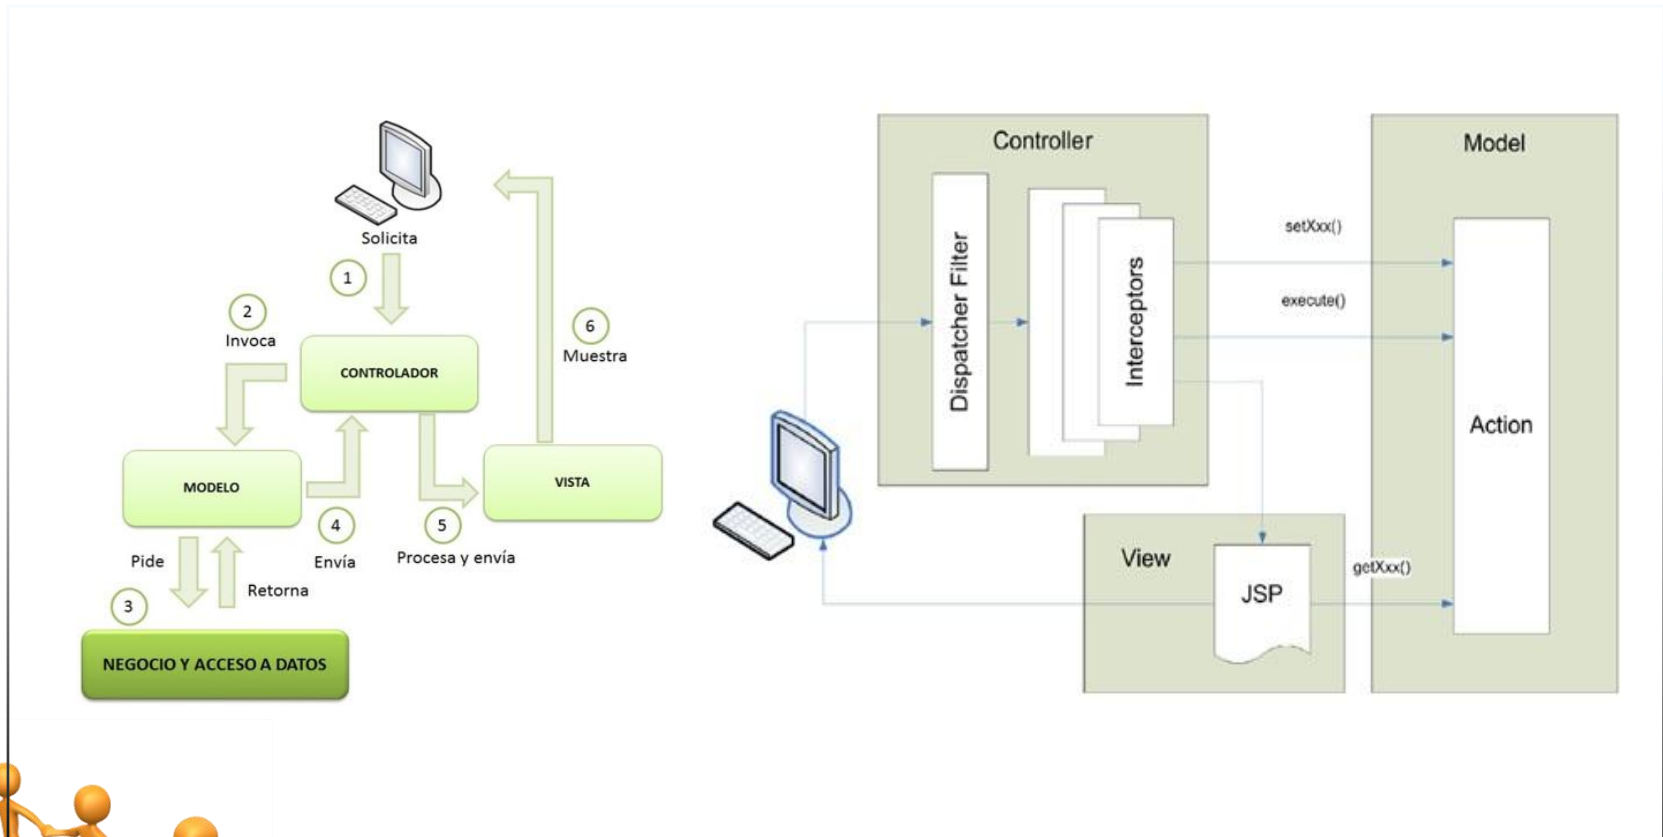 Solicita
1
2
Invoca
CONTROLADOR
6
Muestra
MODELO
VISTA
4
Envía
5
Procesa y envía
Pide
Retorna
3
NEGOCIO Y ACCESO A DATOS
Controller
Dispatcher Filter
Interceptors
setXxx()
execute()
Model
Action
View
JSP
getXxx()